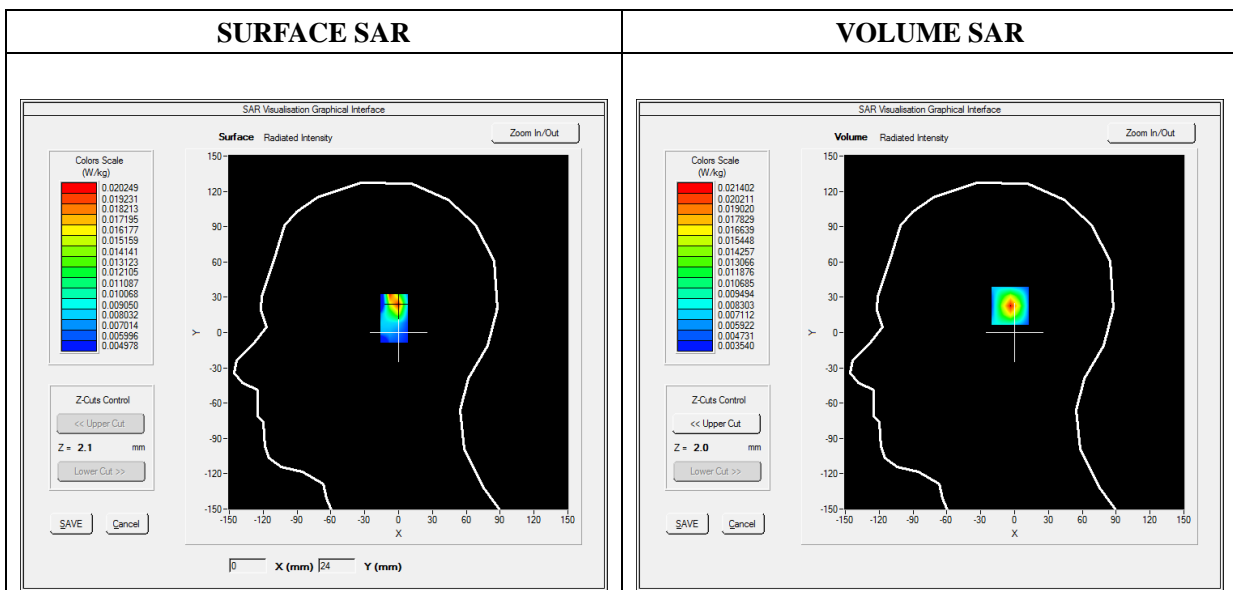 SURFACE SAR
VOLUME SAR
SAR Visualisation Graphical Interface
Surface Radiated Intensity
Zoom In/Out
Colors Scale
(W/kg)
0.020249
0.019231
0.018213
0.017195
0.016177
0.015159
0.014141
0.013123
0.012105
0.011087
0.010068
0.009050
0.008032
0.007014
0.005996
0.004978
Z-Cuts Control
<< Upper Cut
Z = 2.1 mm
Lower Cut >>
SAVE Cancel
150
120
90
60
30
0
-30
-60
-90
-120
-150
Y
-150 -120 -90 -60 -30 0 30 60 90 120 150
X
0 X (mm) 24 Y (mm)
SAR Visualisation Graphical Interface
Volume Radiated Intensity
Zoom In/Out
Colors Scale
(W/kg)
0.021402
0.020211
0.019020
0.017829
0.016639
0.015448
0.014257
0.013066
0.011876
0.010685
0.009494
0.008303
0.007112
0.005922
0.004731
0.003540
Z-Cuts Control
<< Upper Cut
Z = 2.0 mm
Lower Cut >>
SAVE Cancel
150
120
90
60
30
0
-30
-60
-90
-120
-150
Y
-150 -120 -90 -60 -30 0 30 60 90 120 150
X